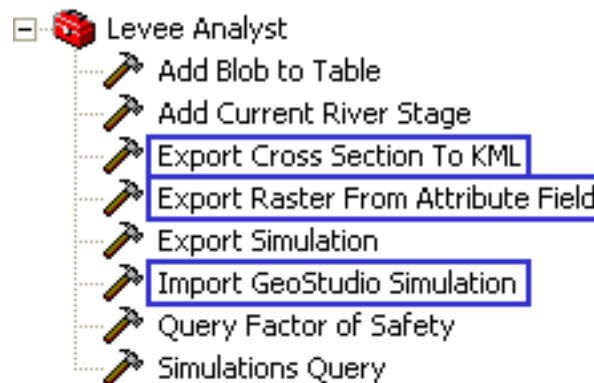 Levee Analyst
Add Blob to Table
Add Current River Stage
Export Cross Section To KML
Export Raster From Attribute Field
Export Simulation
Import GeoStudio Simulation
Query Factor of Safety
Simulations Query